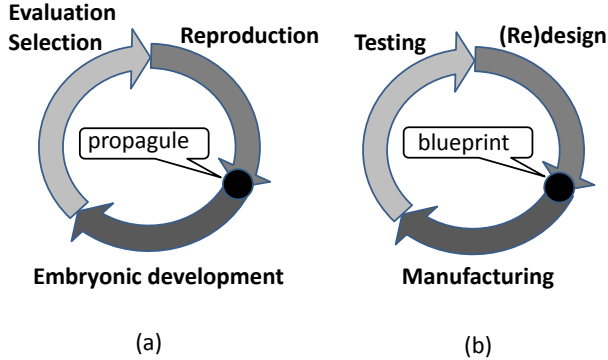 Evaluation
Selection
Reproduction
propagule
Embryonic development
(a)
Testing
(Re)design
blueprint
Manufacturing
(b)